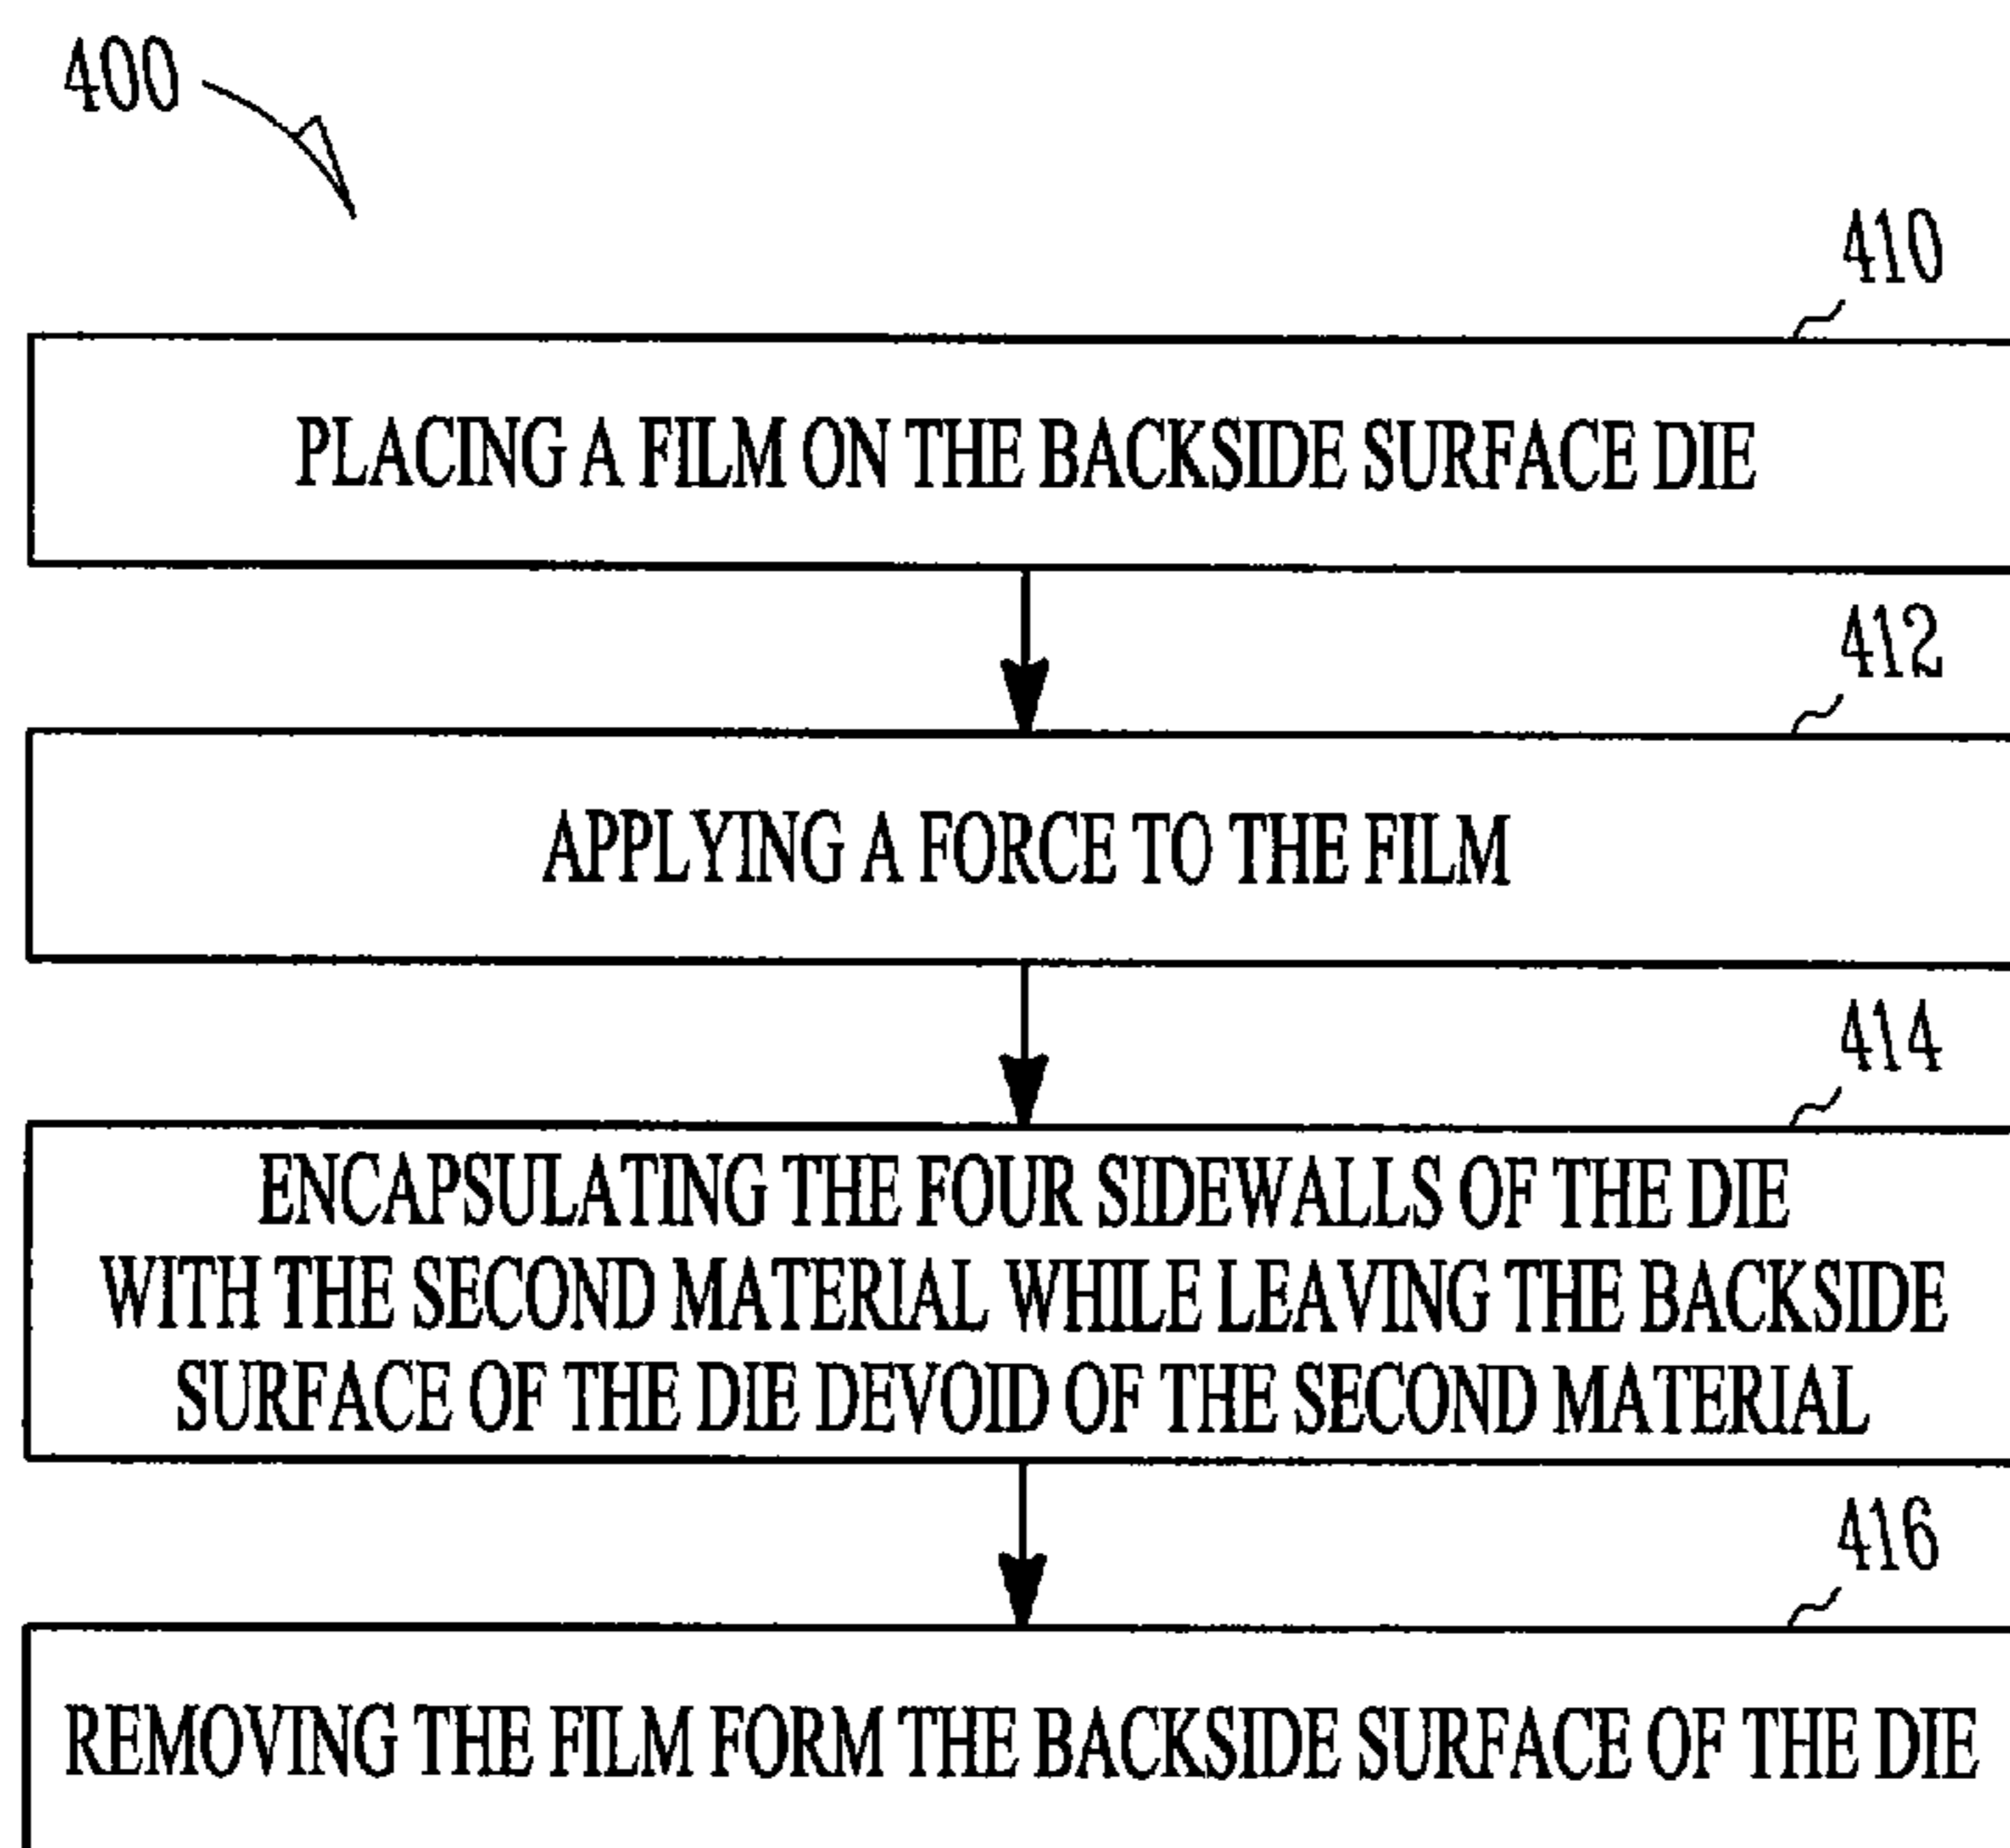 400
410
PLACING A FILM ON THE BACKSIDE SURFACE DIE
412
APPLYING A FORCE TO THE FILM
414
ENCAPSULATING THE FOUR SIDEWALLS OF THE DIE
WITH THE SECOND MATERIAL WHILE LEAVING THE BACKSIDE
SURFACE OF THE DIE DEVOID OF THE SECOND MATERIAL
416
REMOVING THE FILM FORM THE BACKSIDE SURFACE OF THE DIE